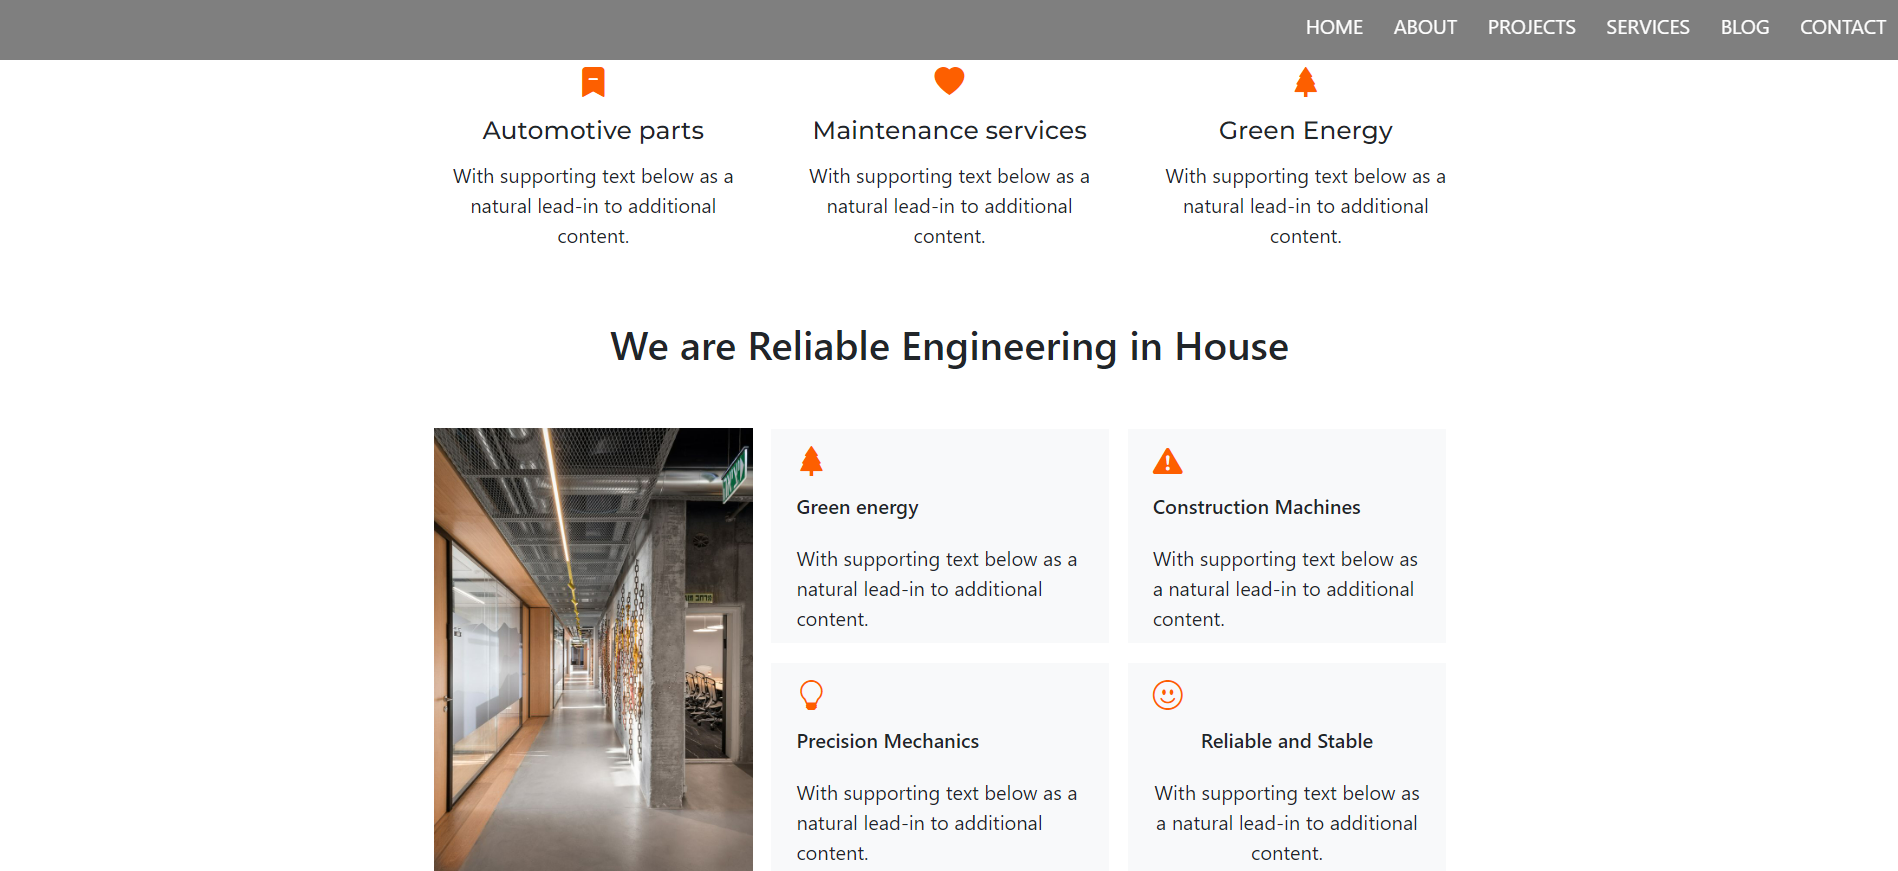 HOME ABOUT PROJECTS SERVICES BLOG CONTACT
Automotive parts
With supporting text below as a
natural lead-in to additional
content.
Maintenance services
With supporting text below as a
natural lead-in to additional
content.
Green Energy
With supporting text below as a
natural lead-in to additional
content.
We are Reliable Engineering in House
Green energy
With supporting text below as a
natural lead-in to additional
content.
Construction Machines
With supporting text below as
a natural lead-in to additional
content.
Precision Mechanics
With supporting text below as a
natural lead-in to additional
content.
Reliable and Stable
With supporting text below as
a natural lead-in to additional
content.